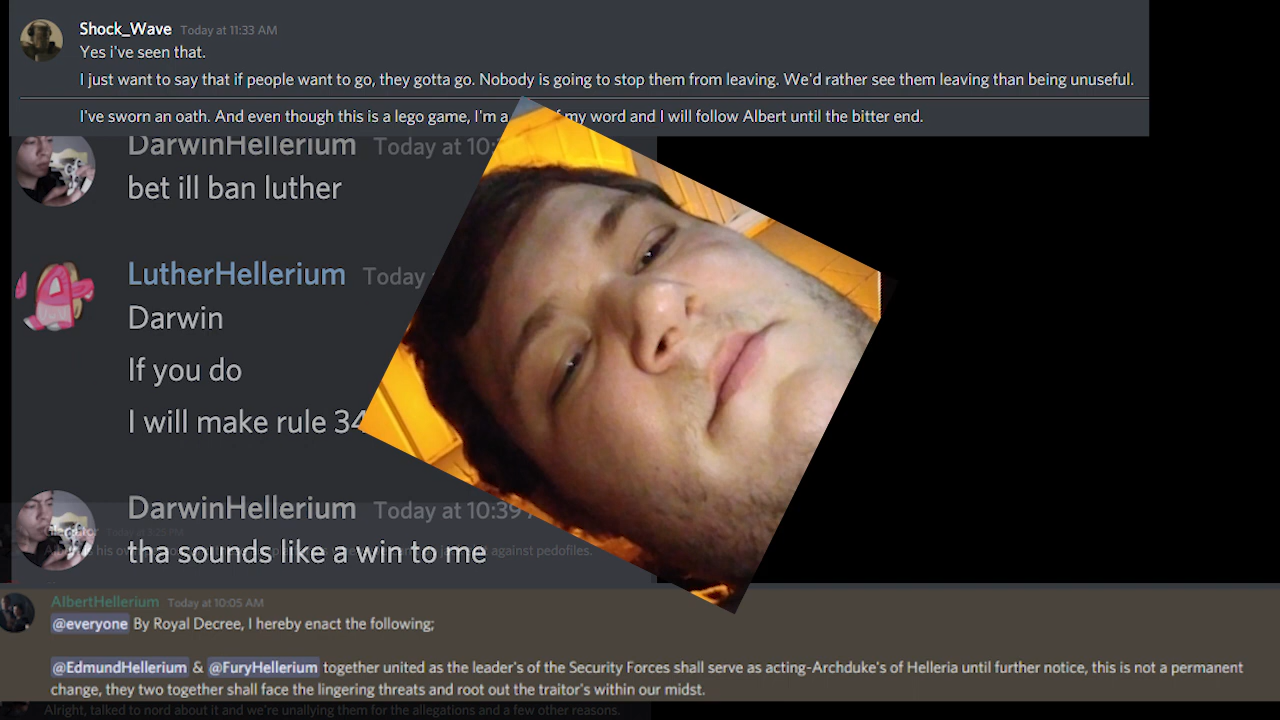 Shock_Wave Today at 11:33 AM
Yes i've seen that.
I just want to say that if people want to go, they gotta go. Nobody is going to stop them from leaving. We'd rather see them leaving than being unuseful.
I've sworn an oath. And even though this is a lego game, I'm a of my word and I will follow Albert until the bitter end.
DarwinHellerium Today at 10:
bet ill ban luther
LutherHellerium Today
Darwin
If you do
I will make rule 34
DarwinHellerium Today at 10:39
Today at 3:25 PM
tha sounds like a win to me
against pedofiles.
AlbertHellerium Today at 10:05 AM
@everyone By Royal Decree, I hereby enact the following;
@EdmundHellerium & @FuryHellerium together united as the leader's of the Security Forces shall serve as acting-Archduke's of Helleria until further notice, this is not a permanent
change, they two together shall face the lingering threats and root out the traitor's within our midst.
Alright, talked to nord about it and we're unallying them for the allegations and a few other reasons.